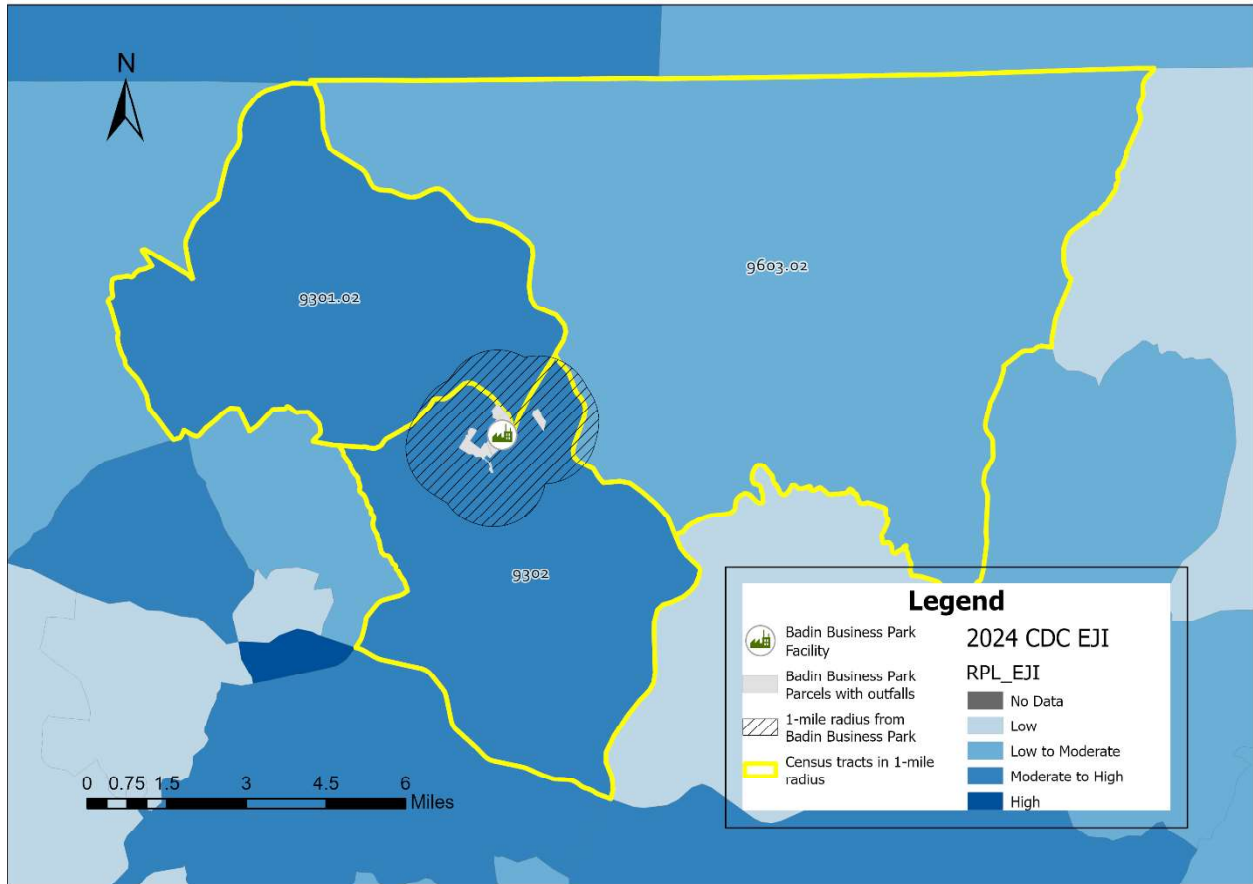 N
9603.02
9301.02
9302
Legend
Badin Business Park
Facility
Badin Business Park
Parcels with outfalls
1-mile radius from
Badin Business Park
Census tracts in 1-mile
radius
2024 CDC EJI
RPL_EJI
No Data
Low
Low to Moderate
Moderate to High
High
0 0.75 1.5 3 4.5 6
Miles